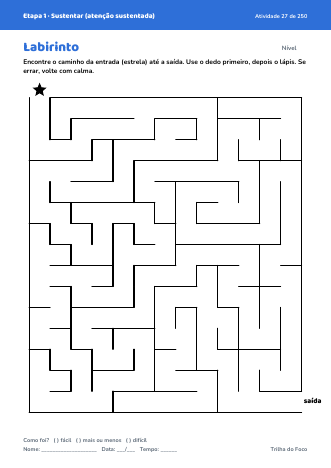 Etapa 1 · Sustentar (atenção sustentada)
Atividade 27 de 250
Labirinto
Nível
Encontre o caminho da entrada (estrela) até a saída. Use o dedo primeiro, depois o lápis. Se
errar, volte com calma.
saída
Como foi? ( ) fácil ( ) mais ou menos ( ) difícil
Nome: ____________________ Data: ___/___ Tempo: ______
Trilha do Foco